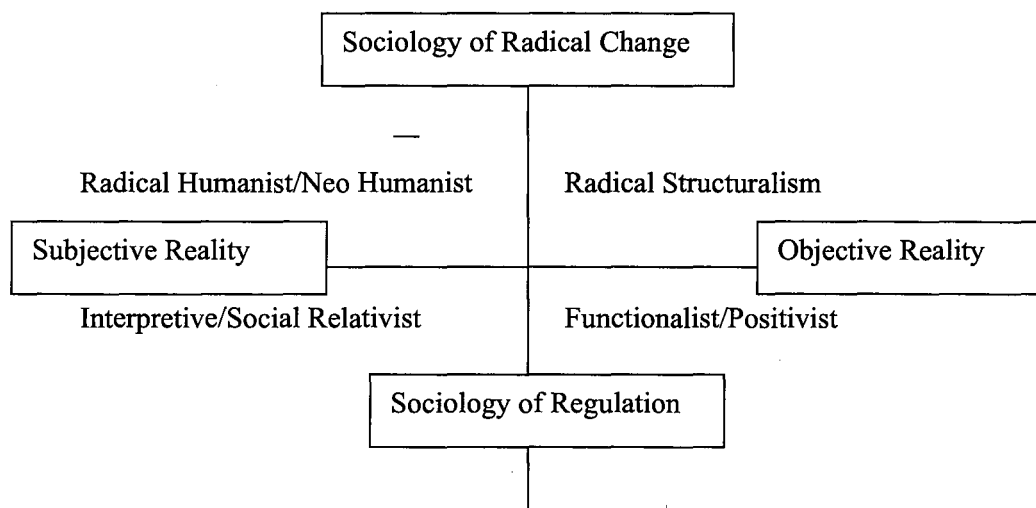 Sociology of Radical Change
Radical Humanist/Neo Humanist
Radical Structuralism
Subjective Reality
Objective Reality
Interpretive/Social Relativist
Functionalist/Positivist
Sociology of Regulation